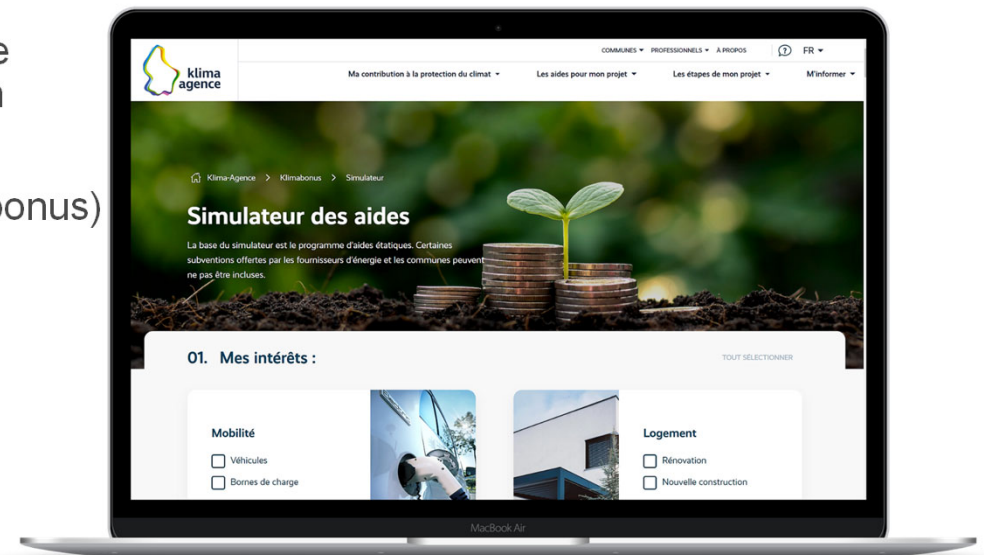 e
bonus)
klima
agence
COMMUNES PROFESSIONNELS À PROPOS ? FR
Ma contribution à la protection du climat Les aides pour mon projet Les étapes de mon projet M'informer
Klima-Agence > Klimabonus > Simulateur
Simulateur des aides
La base du simulateur est le programme d'aides étatiques. Certaines
subventions offertes par les fournisseurs d'énergie et les communes peuvent
ne pas être incluses.
01. Mes intérêts :
TOUT SÉLECTIONNER
Mobilité
Véhicules
Bornes de charge
Logement
Rénovation
Nouvelle construction
MacBook Air